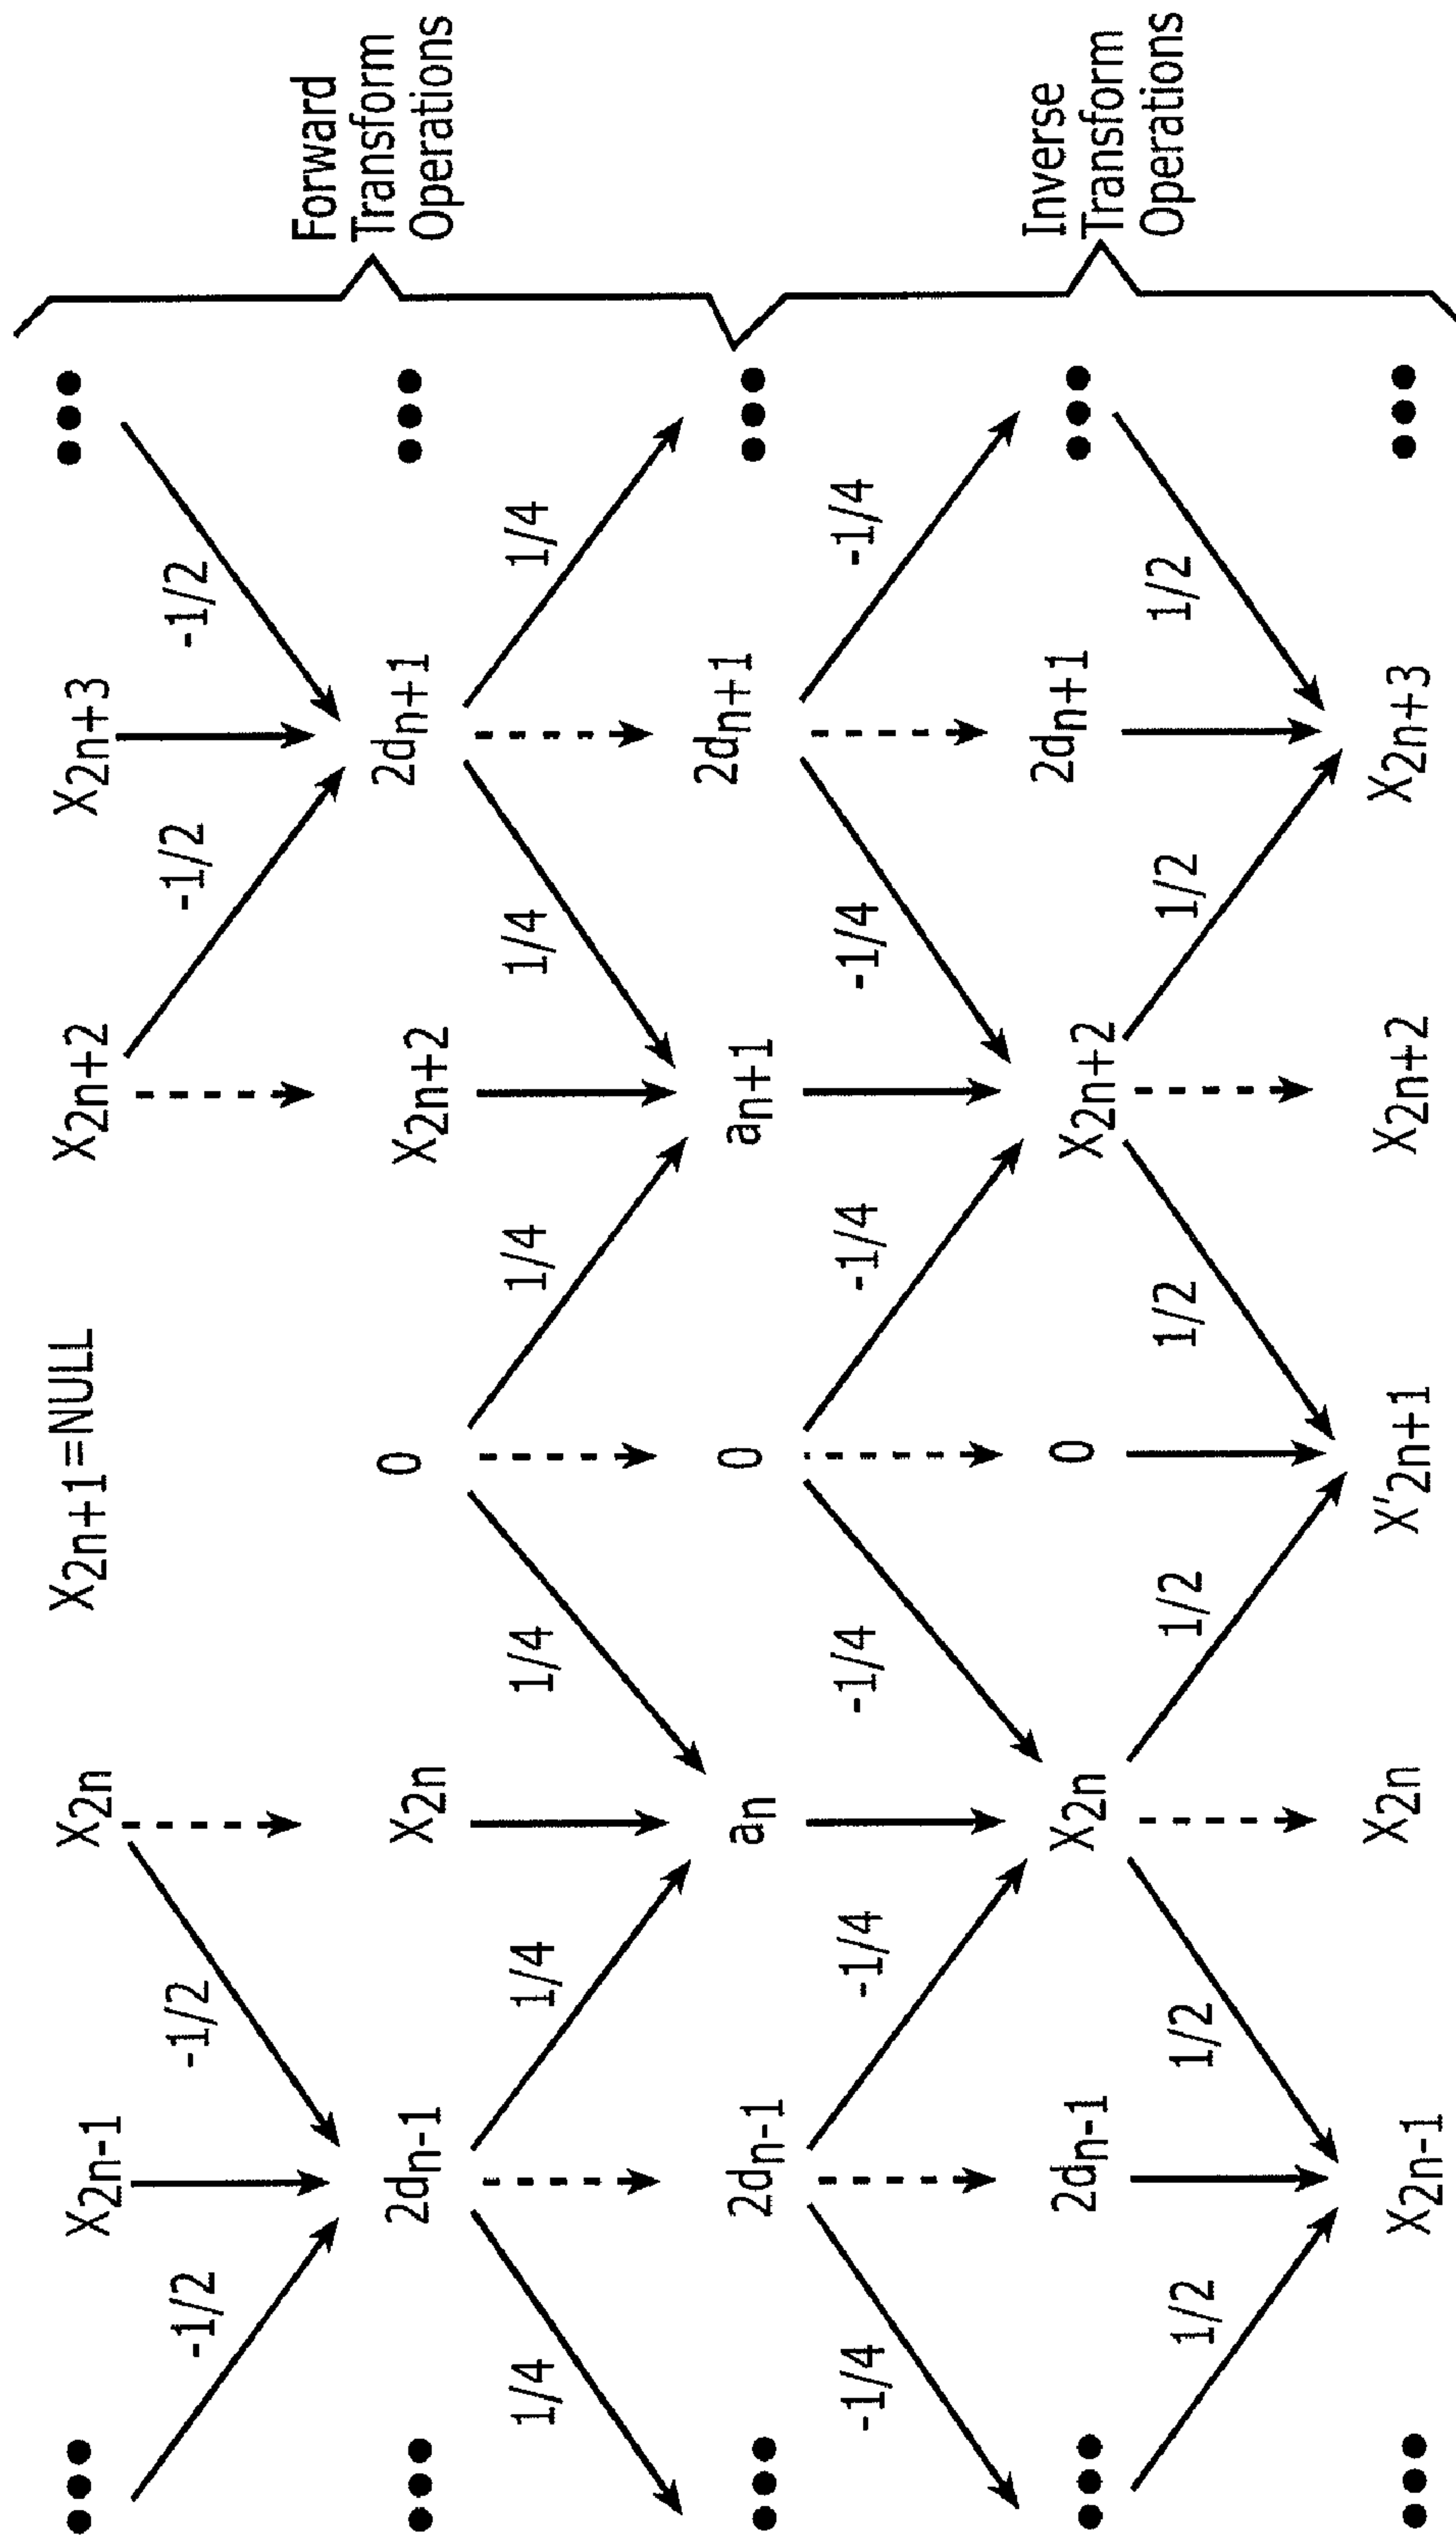 X2n-1 X2n X2n+1=NULL X2n+2 X2n+3
-1/2 -1/2 -1/2 -1/2
2dn-1 X2n 0 X2n+2 2dn+1
Forward
Transform
Operations
1/4 1/4 1/4 1/4 1/4 1/4
2dn-1 an 0 an+1 2dn+1
-1/4 -1/4 -1/4 -1/4 -1/4 -1/4
2dn-1 X2n 0 X2n+2 2dn+1
Inverse
Transform
Operations
1/2 1/2 1/2 1/2 1/2 1/2
X2n-1 X2n X'2n+1 X2n+2 X2n+3